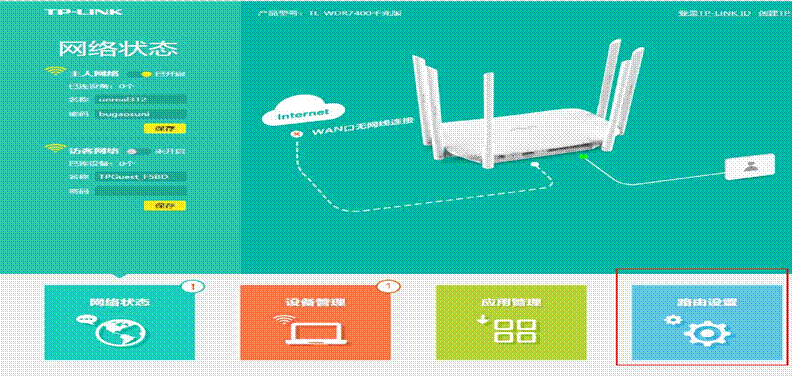 TP-LINK
产品型号：TL-WDR7400千兆版
登录TP-LINK ID 创建TP
网络状态
主人网络 已开启
已连设备：0个
名称 unreal312
密码 bugaosuni
保存
访客网络 未开启
已连设备：0个
名称 TPGuest_F5BD
密码
保存
Internet
WAN口无网线连接
网络状态
1
设备管理
1
应用管理
路由设置